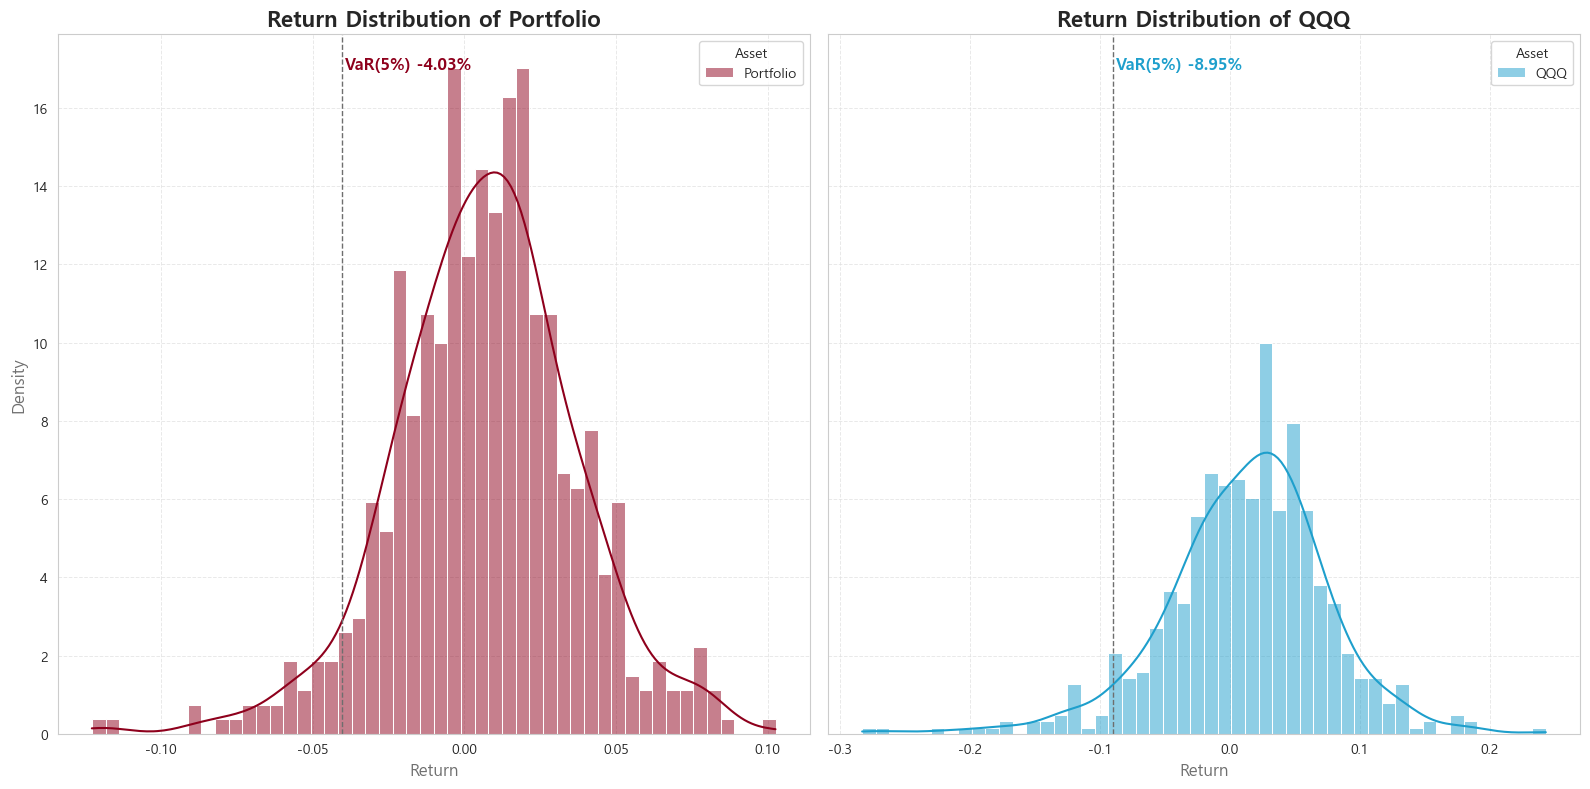 Return Distribution of Portfolio
VaR(5%) -4.03%
Asset
Portfolio
16
14
12
10
8
6
4
2
0
Density
-0.10
-0.05
0.00
0.05
0.10
Return
Return Distribution of QQQ
VaR(5%) -8.95%
Asset
QQQ
-0.3
-0.2
-0.1
0.0
0.1
0.2
Return